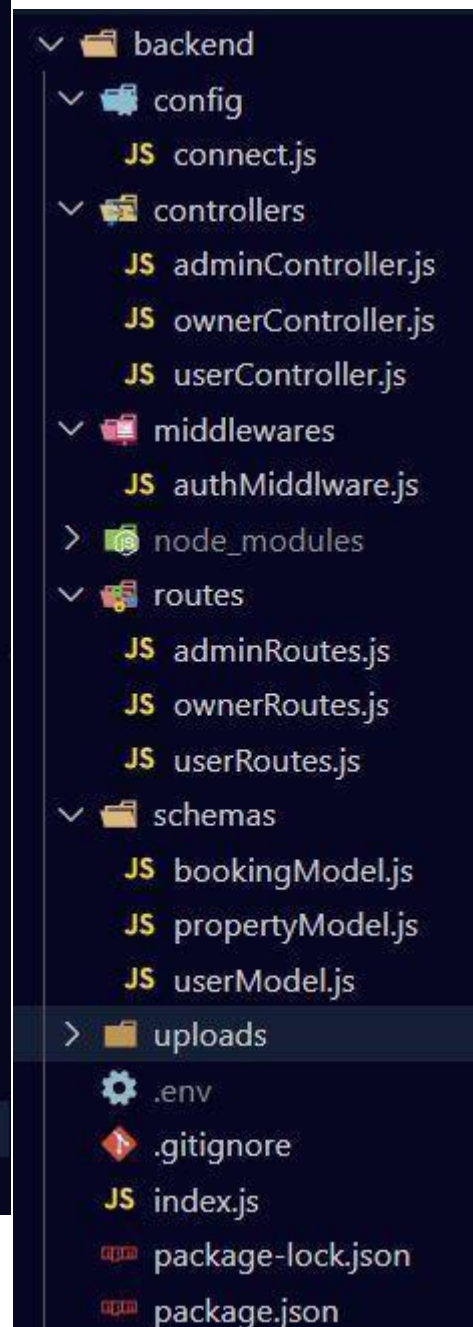 backend
config
JS connect.js
controllers
JS adminController.js
JS ownerController.js
JS userController.js
middlewares
JS authMiddlware.js
node_modules
routes
JS adminRoutes.js
JS ownerRoutes.js
JS userRoutes.js
schemas
JS bookingModel.js
JS propertyModel.js
JS userModel.js
uploads
.env
.gitignore
JS index.js
package-lock.json
package.json